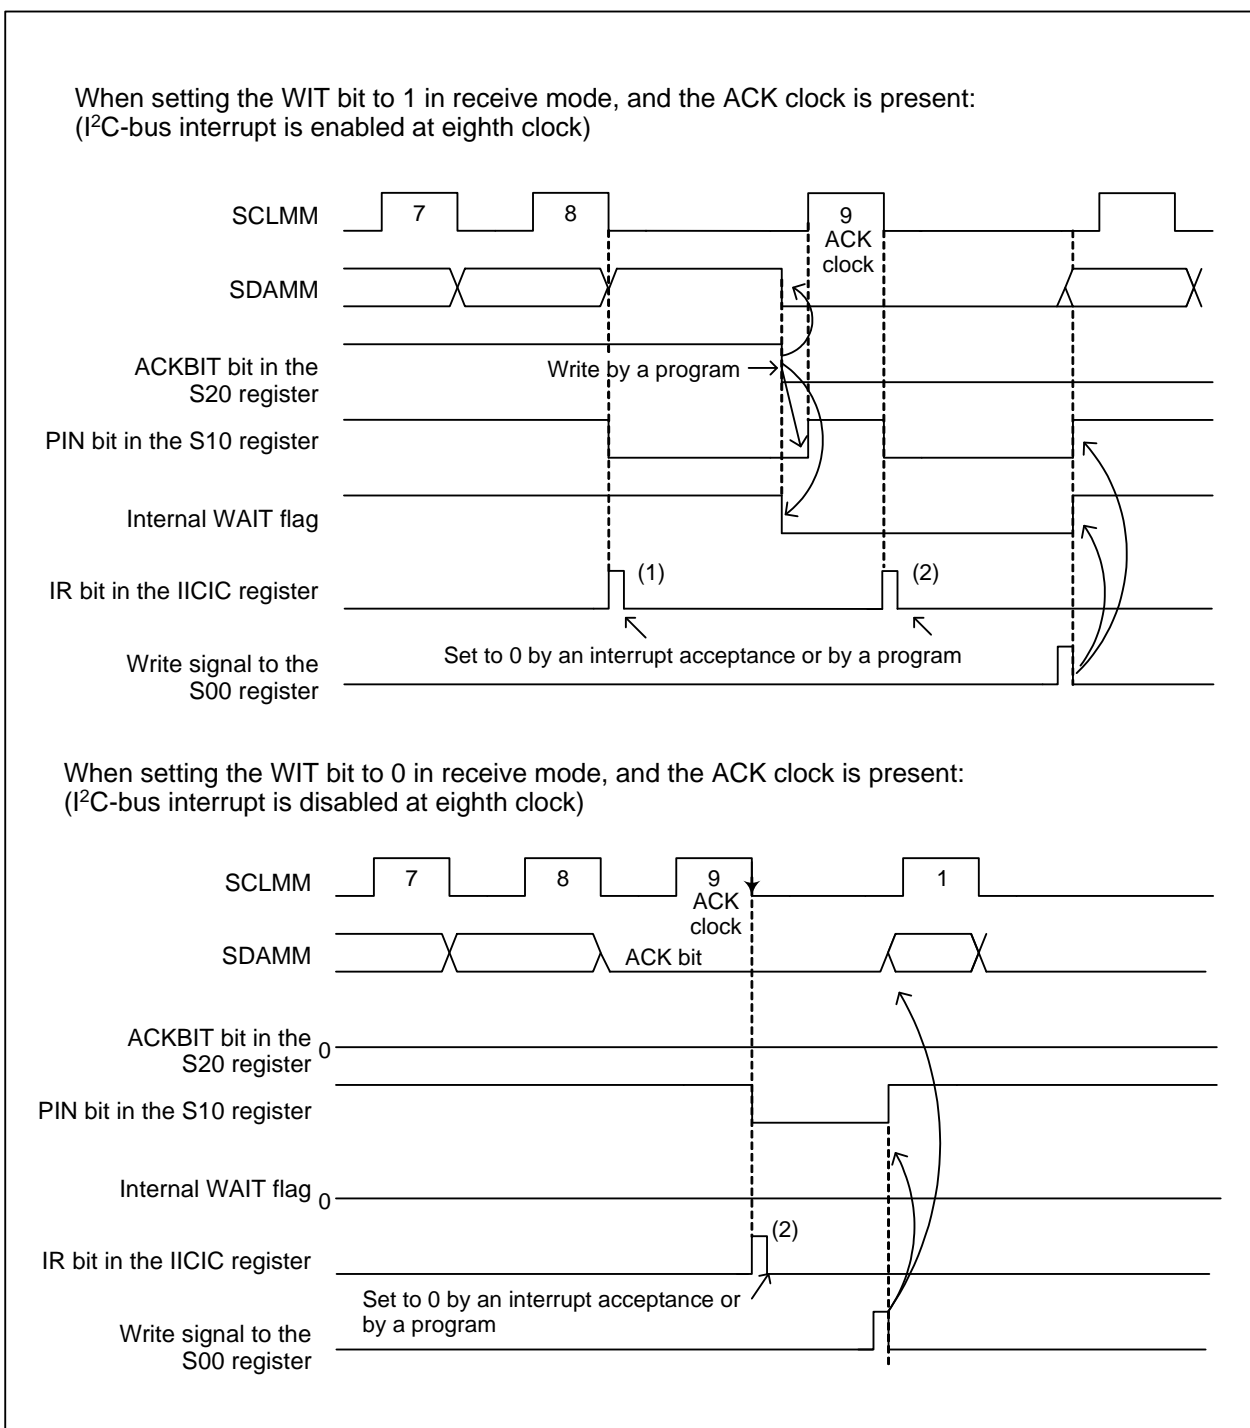 When setting the WIT bit to 1 in receive mode, and the ACK clock is present:
(I²C-bus interrupt is enabled at eighth clock)
SCLMM
7
8
9
ACK
clock
SDAMM
ACKBIT bit in the
S20 register
Write by a program
PIN bit in the S10 register
Internal WAIT flag
IR bit in the IICIC register
(1)
(2)
Set to 0 by an interrupt acceptance or by a program
Write signal to the
S00 register
When setting the WIT bit to 0 in receive mode, and the ACK clock is present:
(I²C-bus interrupt is disabled at eighth clock)
SCLMM
7
8
9
ACK
clock
1
SDAMM
ACK bit
ACKBIT bit in the
S20 register
0
PIN bit in the S10 register
Internal WAIT flag
0
IR bit in the IICIC register
(2)
Set to 0 by an interrupt acceptance or
by a program
Write signal to the
S00 register